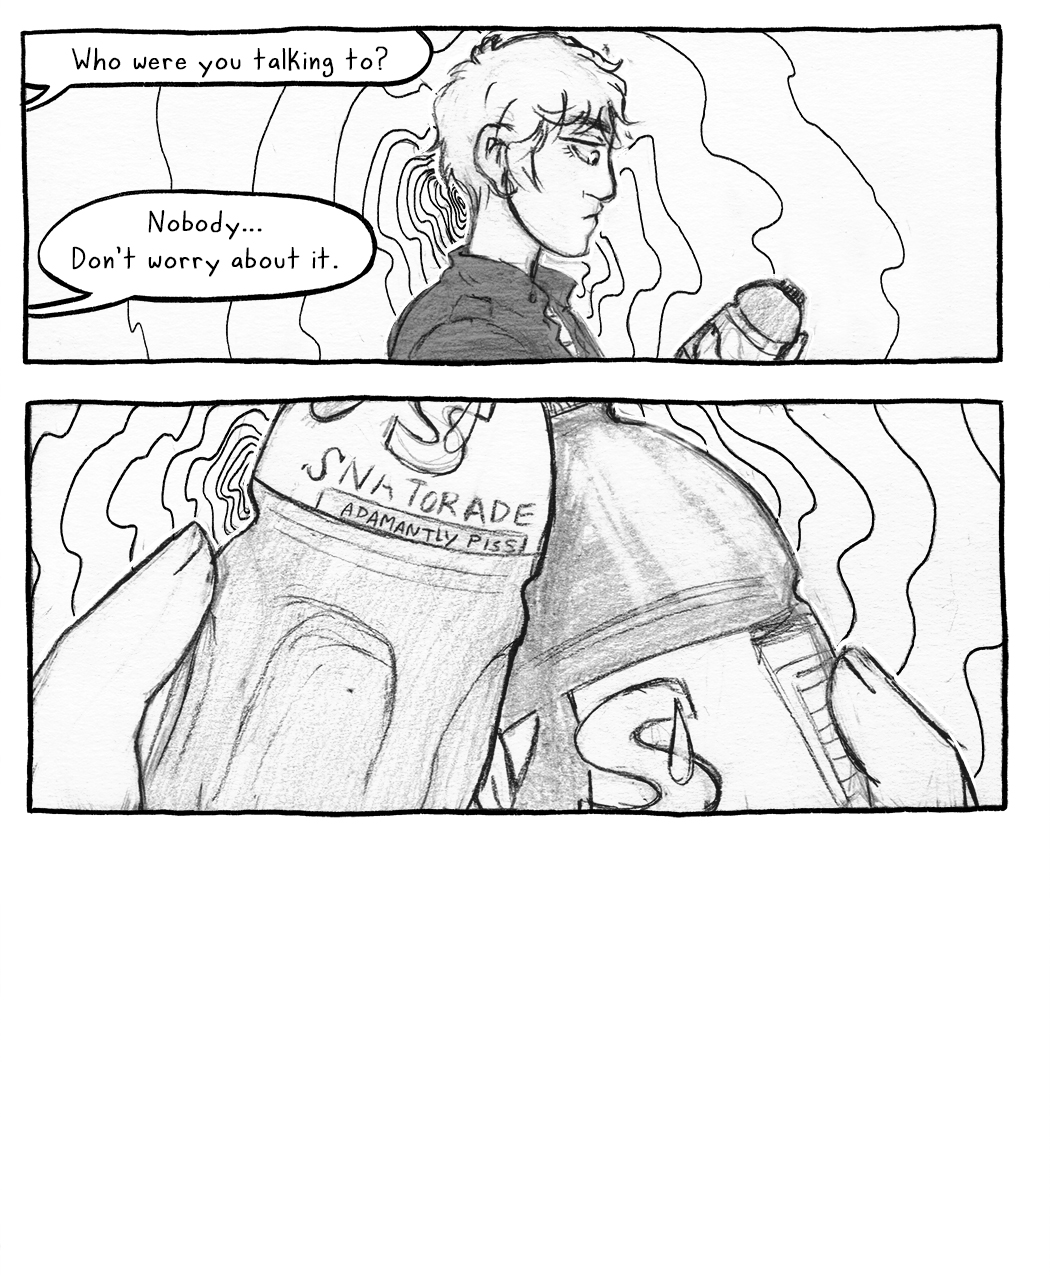 Who were you talking to?
Nobody...
Don't worry about it.
SNATORADE
ADAMANTLY PISS!
S